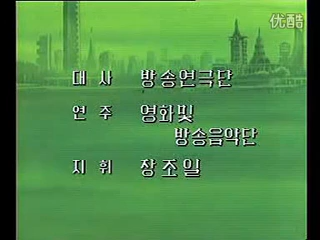 优酷
대 사 방송연극단
연 주 영화및
방송음악단
지 휘 장조일